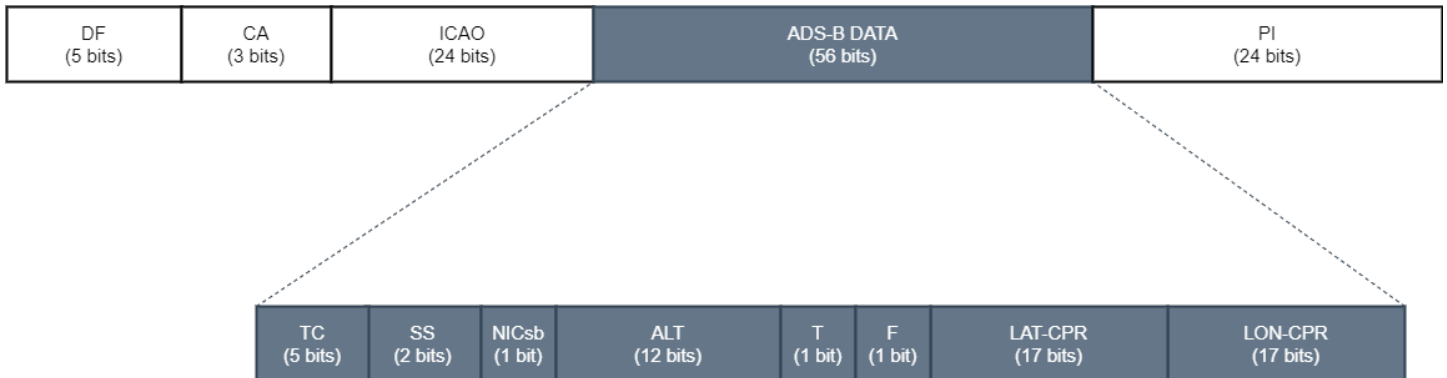 DF
(5 bits)
CA
(3 bits)
ICAO
(24 bits)
ADS-B DATA
(56 bits)
PI
(24 bits)
TC
(5 bits)
SS
(2 bits)
NICsb
(1 bit)
ALT
(12 bits)
T
(1 bit)
F
(1 bit)
LAT-CPR
(17 bits)
LON-CPR
(17 bits)